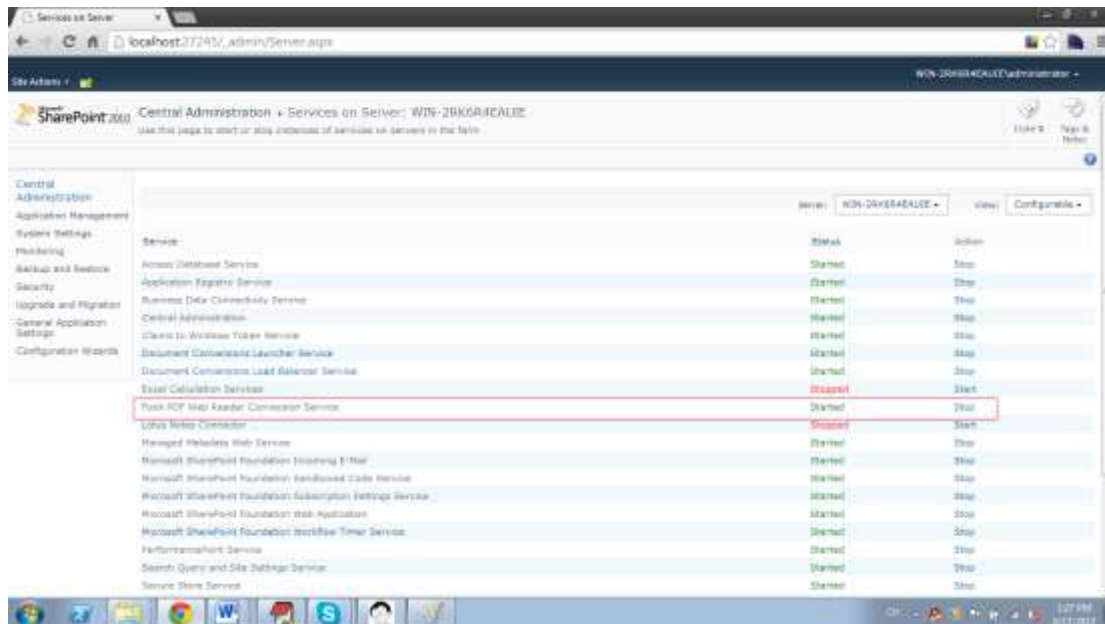 Services on Server
localhost:27245/_admin/Server.aspx
Site Actions
SharePoint 2010
Central Administration Services on Server:
Use this page to start or stop instances of services on servers in the farm
Tags & Notes
Central Administration
Application Management
System Settings
Monitoring
Backup and Restore
Security
Upgrade and Migration
General Application Settings
Configuration Wizards
Server:
View: Configurable
Service Status Action
Access Database Service Started Stop
Application Registry Service Started Stop
Business Data Connectivity Service Started Stop
Central Administration Started Stop
Claims to Windows Token Service Started Stop
Document Conversions Launcher Service Started Stop
Document Conversions Load Balancer Service Started Stop
Excel Calculation Services Stopped Start
PDF Web Reader Conversion Service Started Stop
Lotus Notes Connector Stopped Start
Managed Metadata Web Service Started Stop
Microsoft SharePoint Foundation Incoming E-Mail Started Stop
Microsoft SharePoint Foundation Sandboxed Code Service Started Stop
Microsoft SharePoint Foundation Subscription Settings Service Started Stop
Microsoft SharePoint Foundation Web Application Started Stop
Microsoft SharePoint Foundation Workflow Timer Service Started Stop
PerformancePoint Service Started Stop
Search Query and Site Settings Service Started Stop
Secure Store Service Started Stop